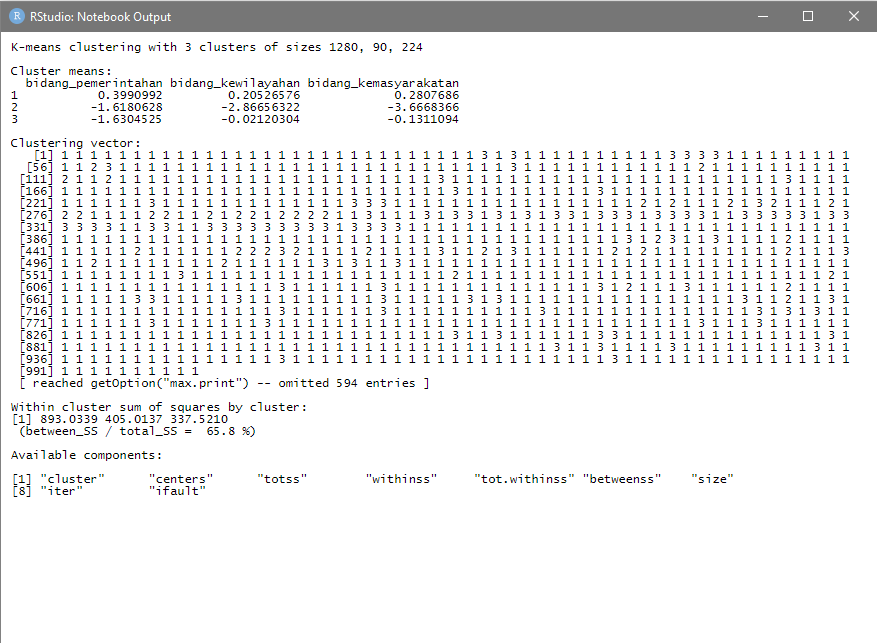 RStudio: Notebook Output
K-means clustering with 3 clusters of sizes 1280, 90, 224
Cluster means:
bidang_pemerintahan bidang_kewilayahan bidang_kemasyarakatan
1 0.3990992 0.20526576 0.2807686
2 -1.6180628 -2.86656322 -3.6668366
3 -1.6304525 -0.02120304 -0.1311094
Clustering vector:
[1] 1 1 1 1 1 1 1 1 1 1 1 1 1 1 1 1 1 1 1 1 1 1 1 1 1 1 1 1 1 3 1 3 1 1 1 1 1 1 1 1 1 1 3 3 3 3 1 1 1 1 1 1 1 1 1
[56] 1 1 2 3 1 1 1 1 1 1 1 1 1 1 1 1 1 1 1 1 1 1 1 1 1 1 1 1 1 1 1 3 1 1 1 1 1 1 1 1 1 1 1 1 2 1 1 1 1 1 1 1 1 1 1
[111] 2 1 1 2 1 1 1 1 1 1 1 1 1 1 1 1 1 1 1 1 1 1 1 1 1 1 3 1 1 1 1 1 1 1 1 1 1 1 1 1 1 1 1 1 1 1 1 1 1 1 3 1 1 1 1
[166] 1 1 1 1 1 1 1 1 1 1 1 1 1 1 1 1 1 1 1 1 1 1 1 1 1 1 1 3 1 1 1 1 1 1 1 1 1 3 1 1 1 1 1 1 1 1 1 1 1 1 1 1 1 1 1
[221] 1 1 1 1 1 1 3 1 1 1 1 1 1 1 1 1 1 1 1 1 3 3 3 1 1 1 1 1 1 1 1 1 1 1 1 1 1 1 1 1 2 1 2 1 1 1 2 1 3 2 1 1 1 2 1
[276] 2 2 1 1 1 1 2 2 1 1 2 1 2 2 1 2 2 2 2 1 1 3 1 1 1 3 1 3 3 1 3 1 3 1 3 3 1 3 3 1 3 3 3 3 3 1 1 3 3 3 3 3 1 3 3
[331] 3 3 3 3 1 1 3 3 1 1 3 3 3 3 3 3 3 3 3 1 3 3 3 3 1 1 1 1 1 1 1 1 1 1 1 1 1 1 1 1 1 1 1 1 1 1 1 1 1 1 1 1 1 1 1
[386] 1 1 1 1 1 1 1 1 1 1 1 1 1 1 1 1 1 1 1 1 1 1 1 1 1 1 1 1 1 1 1 1 1 1 1 1 1 1 1 3 1 2 3 1 1 3 1 1 1 1 2 1 1 1 1
[441] 1 1 1 1 1 2 1 1 1 1 1 1 2 2 2 3 2 1 1 1 1 2 1 1 1 1 3 1 1 2 1 3 1 1 1 1 1 1 2 1 2 1 1 1 1 1 1 1 1 1 2 1 1 1 3
[496] 1 1 2 1 1 1 1 1 1 1 1 2 1 1 1 1 1 1 3 1 3 1 1 3 1 1 1 1 1 1 1 1 1 1 1 1 1 1 1 1 1 1 1 1 1 1 1 1 1 1 1 1 1 1 1
[551] 1 1 1 1 1 1 1 1 3 1 1 1 1 1 1 1 1 1 1 1 1 1 1 1 1 1 1 2 1 1 1 1 1 1 1 1 1 1 1 1 1 1 1 1 1 1 1 1 1 1 1 1 1 2 1
[606] 1 1 1 1 1 1 1 1 1 1 1 1 1 1 1 3 1 1 1 1 1 1 3 1 1 1 1 1 1 1 1 1 1 1 1 1 1 3 1 2 1 1 1 3 1 1 1 1 1 1 2 1 1 1 1
[661] 1 1 1 1 1 3 3 1 1 1 1 1 3 1 1 1 1 1 1 1 1 1 3 1 1 1 1 1 3 1 3 1 1 1 1 1 1 1 1 1 1 1 1 1 1 1 1 3 1 1 2 1 1 3 1
[716] 1 1 1 1 1 1 1 1 1 1 1 1 1 1 1 3 1 1 1 1 1 1 3 1 1 1 1 1 1 1 1 1 1 1 3 1 1 1 1 1 1 1 1 1 1 1 1 1 1 3 1 3 1 3 1 1
[771] 1 1 1 1 1 1 3 1 1 1 1 1 1 1 3 1 1 1 1 1 1 1 1 1 1 1 1 1 1 1 1 1 1 1 1 1 1 1 1 1 1 1 1 1 3 1 1 1 3 1 1 1 1 1 1
[826] 1 1 1 1 1 1 1 1 1 1 1 1 1 1 1 1 1 1 1 1 1 1 1 1 1 1 1 3 1 1 3 1 1 1 1 1 1 3 3 1 1 1 1 1 1 1 1 1 1 1 1 1 1 3 1
[881] 1 1 1 1 1 1 1 1 1 1 1 1 1 1 1 1 1 1 1 1 1 1 1 1 1 1 1 1 1 1 1 1 1 1 3 1 1 3 1 1 1 1 3 1 1 1 1 1 1 1 1 1 3 1 1
[936] 1 1 1 1 1 1 1 1 1 1 1 1 1 1 1 3 1 1 1 1 1 1 1 1 1 1 1 1 1 1 1 1 1 1 1 1 1 1 3 1 1 1 1 1 1 1 1 1 1 1 1 1 1 1 1
[991] 1 1 1 1 1 1 1 1 1 1
[ reached getOption("max.print") -- omitted 594 entries ]
Within cluster sum of squares by cluster:
[1] 893.0339 405.0137 337.5210
(between_SS / total_SS = 65.8 %)
Available components:
[1] "cluster" "centers" "totss" "withinss" "tot.withinss" "betweenss" "size"
[8] "iter" "ifault"